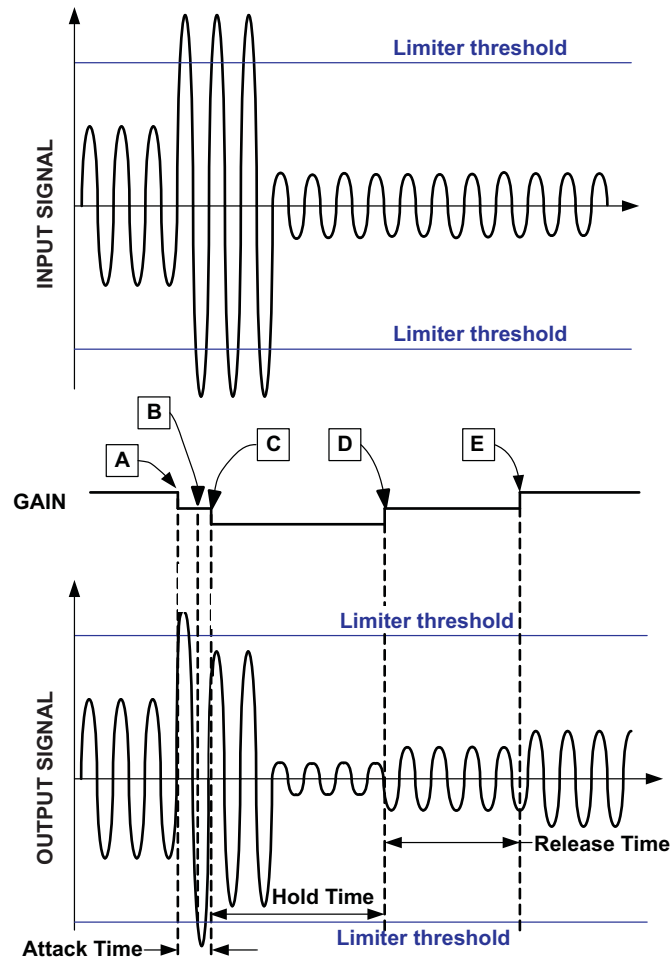 Limiter threshold
INPUT SIGNAL
Limiter threshold
B
C
D
E
A
GAIN
Limiter threshold
OUTPUT SIGNAL
Release Time
Hold Time
Limiter threshold
Attack Time